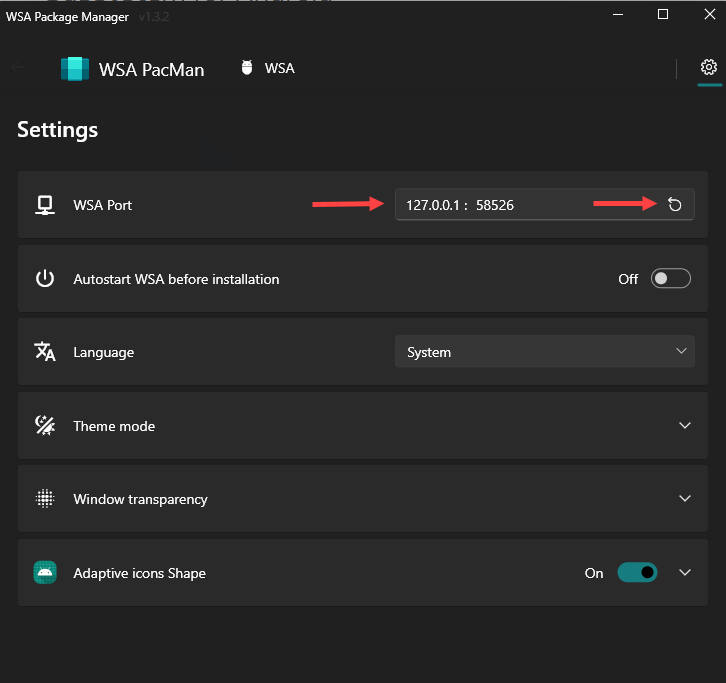 WSA Package Manager v1.3.2
WSA PacMan WSA
Settings
WSA Port 127.0.0.1 : 58526
Autostart WSA before installation Off
Language System
Theme mode
Window transparency
Adaptive icons Shape On